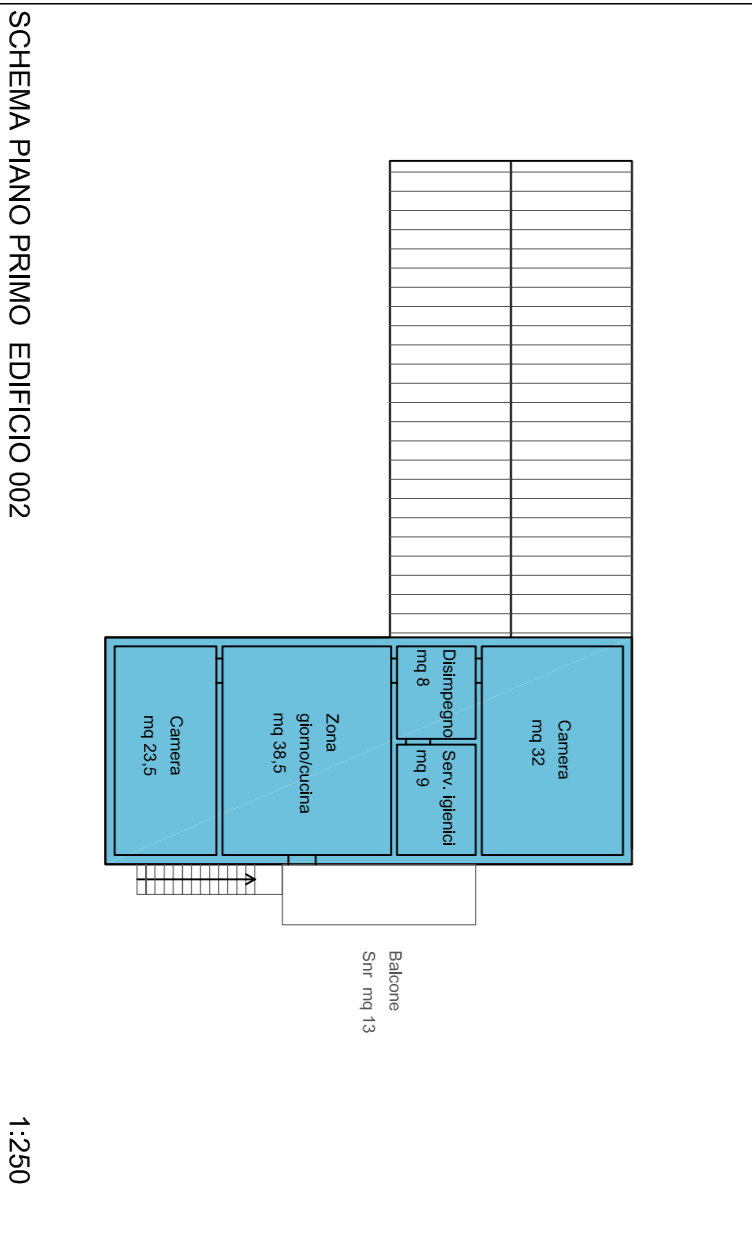 SCHEMA PIANO PRIMO EDIFICIO 002
Camera
mq 32
Disimpegno
mq 8
Serv. igienici
mq 9
Zona
giorno/cucina
mq 38,5
Camera
mq 23,5
Balcone
Snr mq 13
1:250